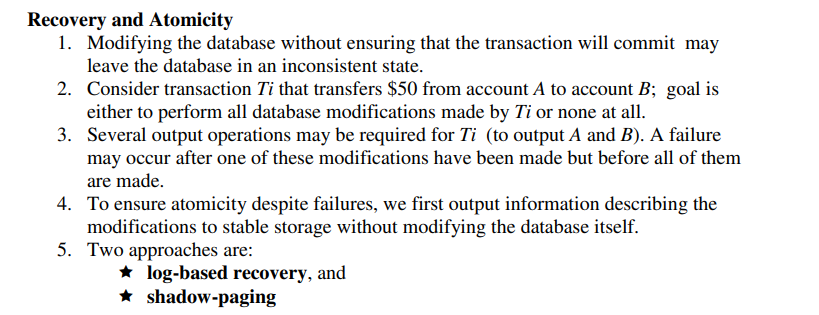 Recovery and Atomicity
1. Modifying the database without ensuring that the transaction will commit may
leave the database in an inconsistent state.
2. Consider transaction Ti that transfers $50 from account A to account B; goal is
either to perform all database modifications made by Ti or none at all.
3. Several output operations may be required for Ti (to output A and B). A failure
may occur after one of these modifications have been made but before all of them
are made.
4. To ensure atomicity despite failures, we first output information describing the
modifications to stable storage without modifying the database itself.
5. Two approaches are:
★ log-based recovery, and
★ shadow-paging